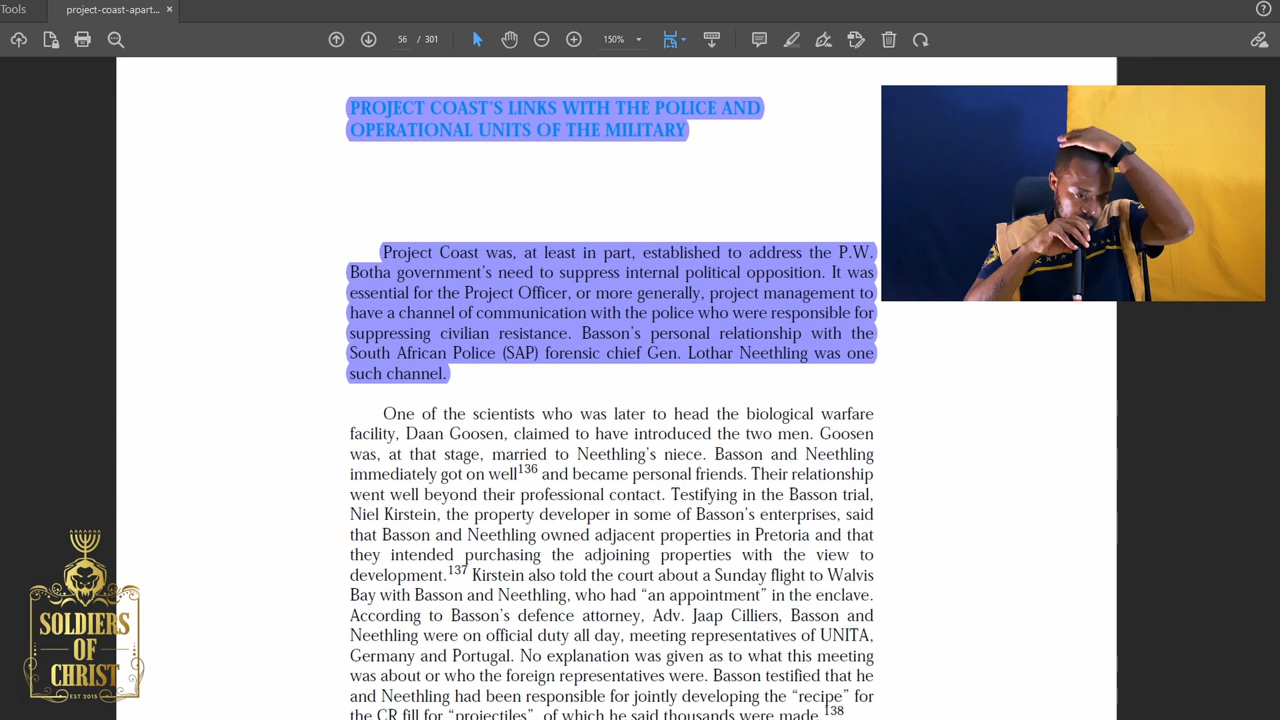 Tools
project-coast-apart... ×
56 / 301
150%
PROJECT COAST'S LINKS WITH THE POLICE AND
OPERATIONAL UNITS OF THE MILITARY
Project Coast was, at least in part, established to address the P.W.
Botha government's need to suppress internal political opposition. It was
essential for the Project Officer, or more generally, project management to
have a channel of communication with the police who were responsible for
suppressing civilian resistance. Basson's personal relationship with the
South African Police (SAP) forensic chief Gen. Lothar Neethling was one
such channel.
One of the scientists who was later to head the biological warfare
facility, Daan Goosen, claimed to have introduced the two men. Goosen
was, at that stage, married to Neethling's niece. Basson and Neethling
immediately got on well136 and became personal friends. Their relationship
went well beyond their professional contact. Testifying in the Basson trial,
Niel Kirstein, the property developer in some of Basson's enterprises, said
that Basson and Neethling owned adjacent properties in Pretoria and that
they intended purchasing the adjoining properties with the view to
development.137 Kirstein also told the court about a Sunday flight to Walvis
Bay with Basson and Neethling, who had “an appointment” in the enclave.
According to Basson's defence attorney, Adv. Jaap Cilliers, Basson and
Neethling were on official duty all day, meeting representatives of UNITA,
Germany and Portugal. No explanation was given as to what this meeting
was about or who the foreign representatives were. Basson testified that he
and Neethling had been responsible for jointly developing the “recipe” for
the CR fill for “projectiles”, of which he said thousands were made.138
SOLDIERS
OF
CHRIST
EST 2015